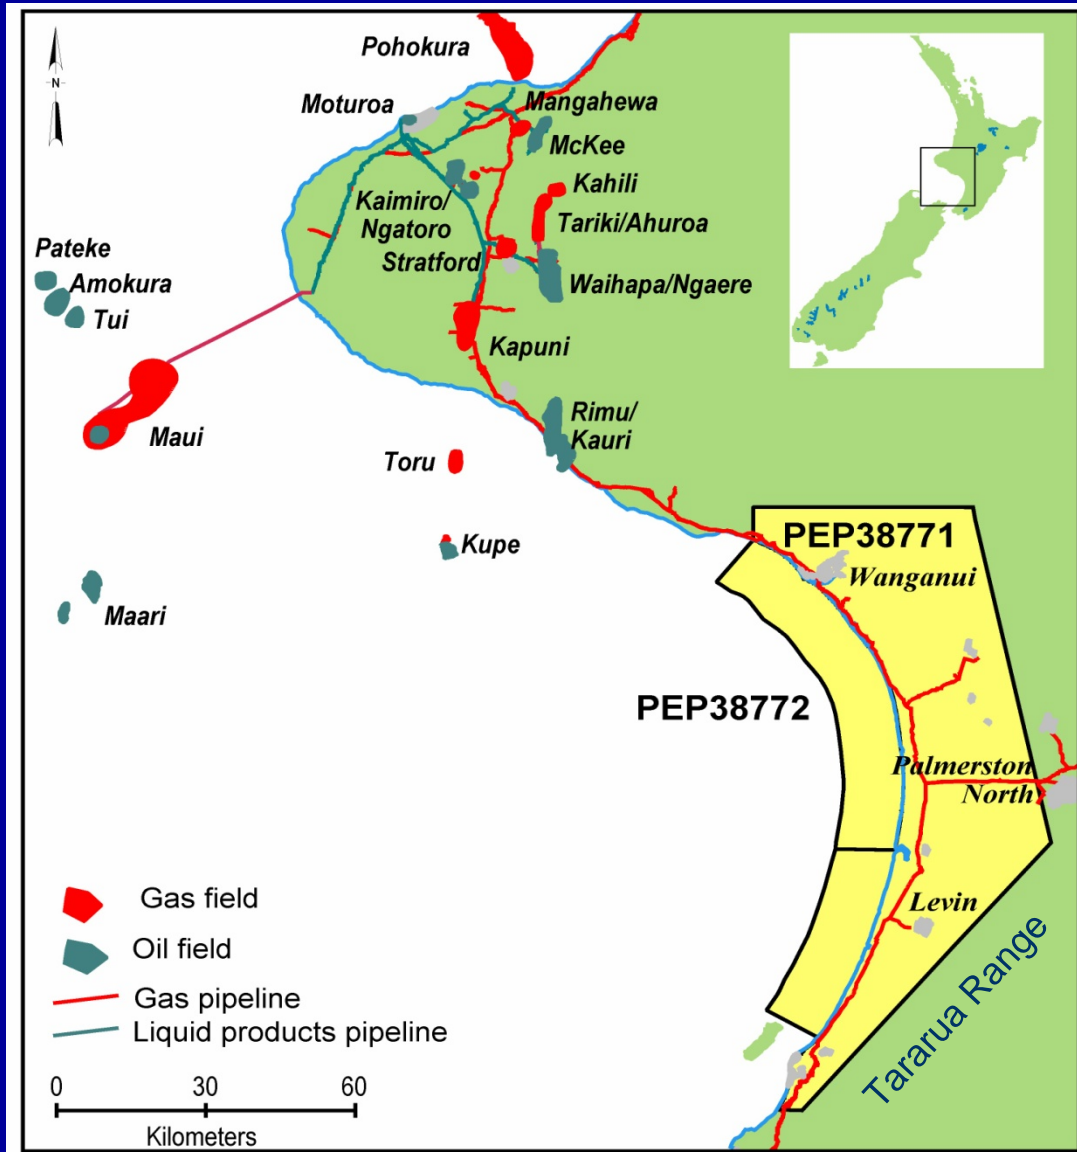 Pohokura
N
Moturoa
Mangahewa
McKee
Kahili
Kaimiro/
Ngatoro
Tariki/Ahuroa
Stratford
Pateke
Amokura
Tui
Waihapa/Ngaere
Kapuni
Maui
Rimu/
Kauri
Toru
Kupe
Maari
PEP38771
Wanganui
PEP38772
Palmerston
North
Levin
Tararua Range
Gas field
Oil field
Gas pipeline
Liquid products pipeline
0 30 60
Kilometers